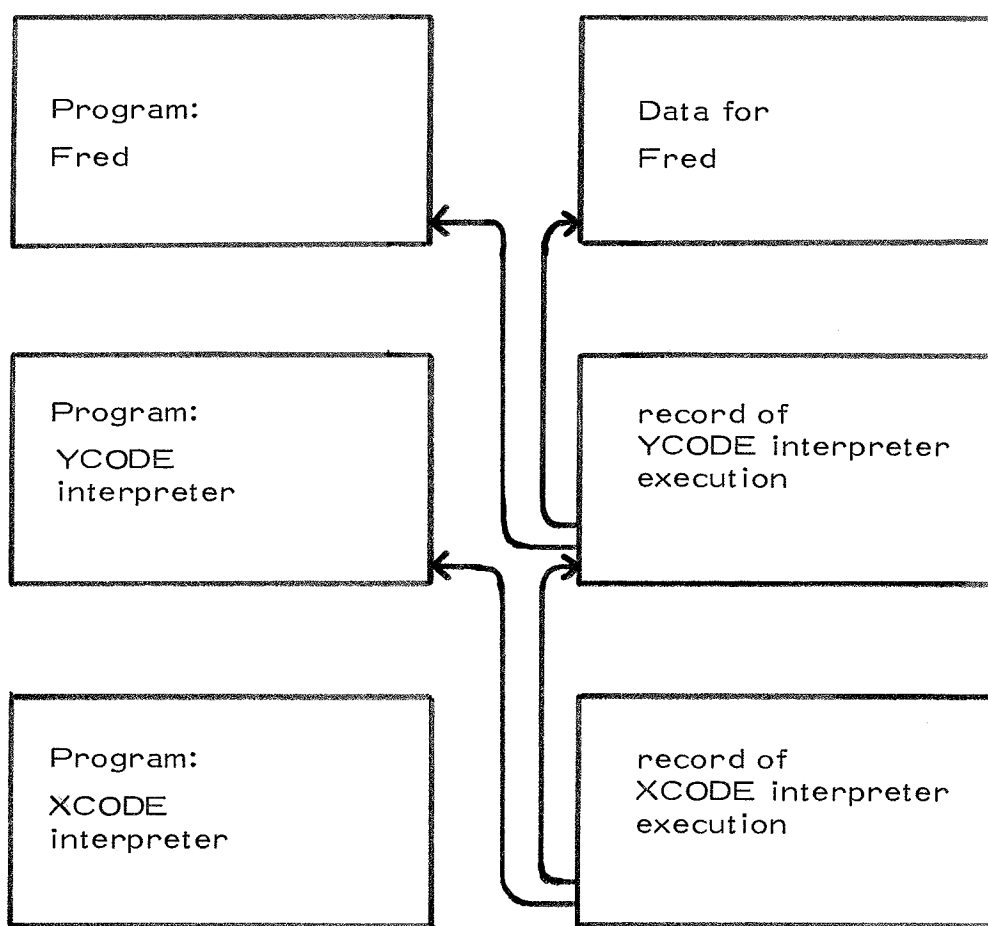 Program:
Fred
Data for
Fred
Program:
YCODE
interpreter
record of
YCODE interpreter
execution
Program:
XCODE
interpreter
record of
XCODE interpreter
execution